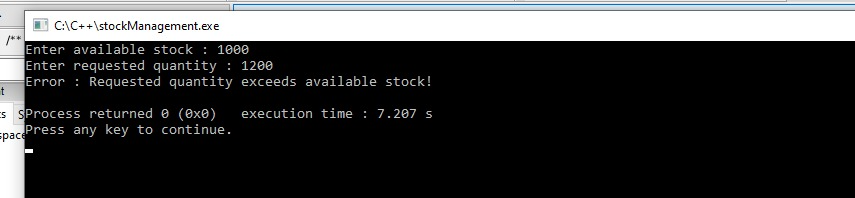 C:\C++\stockManagement.exe
/**
Enter available stock : 1000
Enter requested quantity : 1200
Error : Requested quantity exceeds available stock!
Process returned 0 (0x0)   execution time : 7.207 s
Press any key to continue.